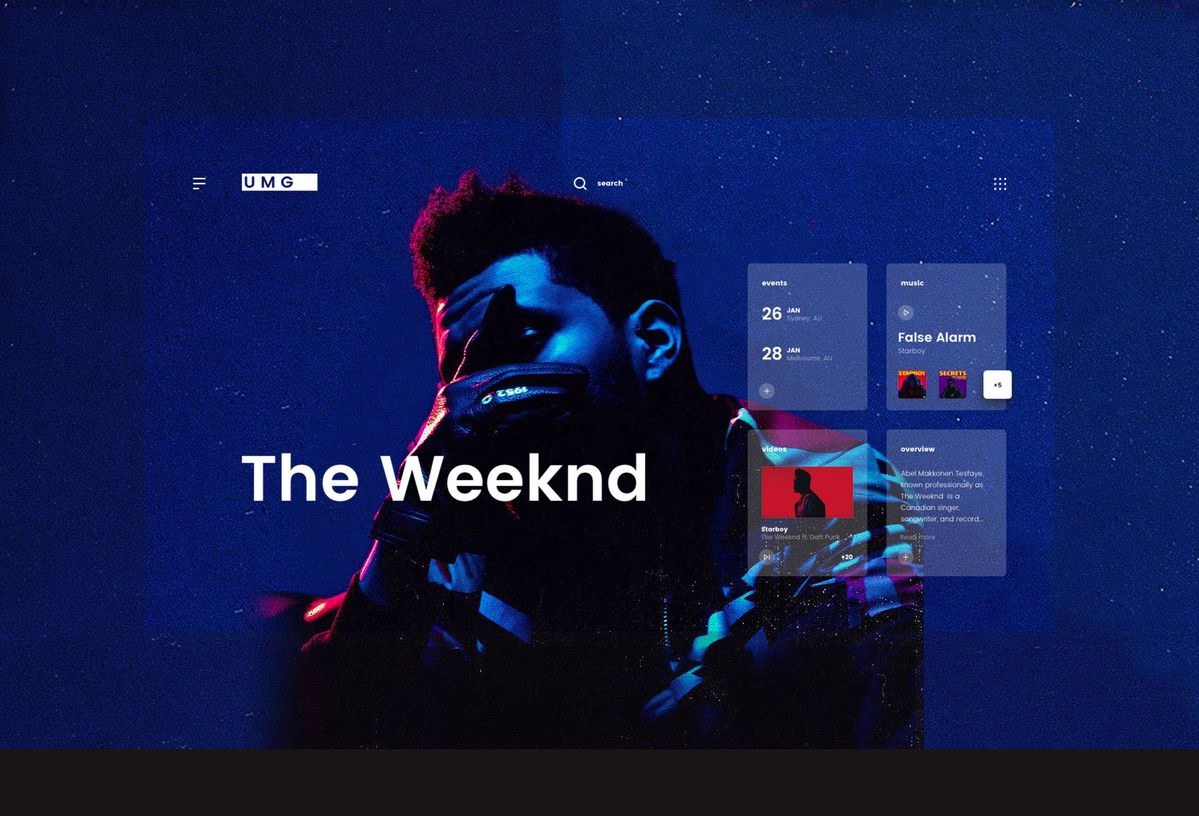 UMG
search
The Weeknd
events
26 JAN
Sydney, AU
28 JAN
Melbourne, AU
music
False Alarm
Starboy
STARBOY
SECRETS
+5
videos
Starboy
The Weeknd ft. Daft Punk
+20
overview
Abel Makkonen Tesfaye,
known professionally as
The Weeknd is a
Canadian singer,
songwriter, and record...
Read more